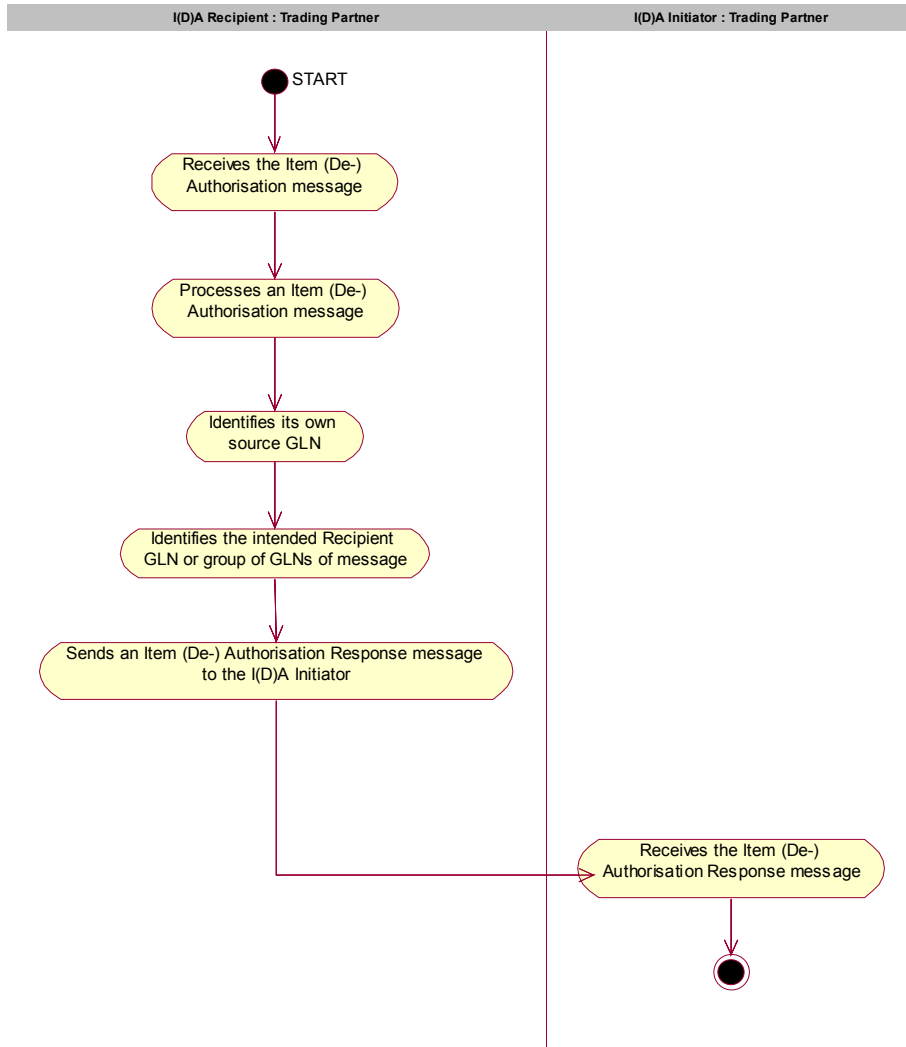 I(D)A Recipient : Trading Partner
I(D)A Initiator : Trading Partner
START
Receives the Item (De-)
Authorisation message
Processes an Item (De-)
Authorisation message
Identifies its own
source GLN
Identifies the intended Recipient
GLN or group of GLNs of message
Sends an Item (De-) Authorisation Response message
to the I(D)A Initiator
Receives the Item (De-)
Authorisation Response message